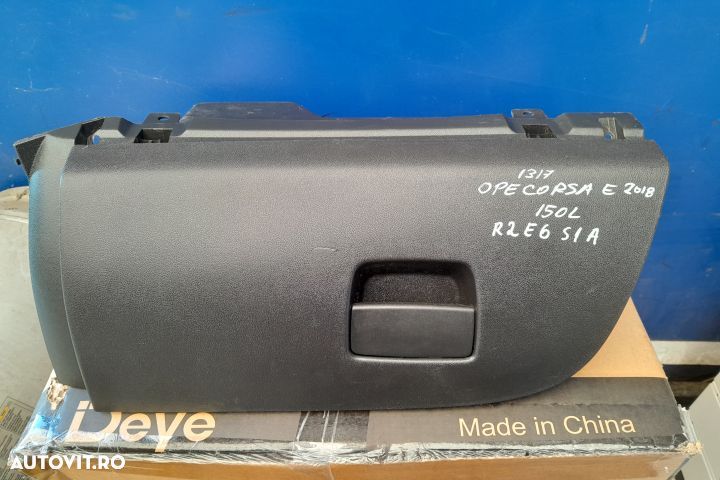 1317
OPECORSA E 2018
150L
R2E6 S1A
Deye
Made in China
AUTOVIT.RO